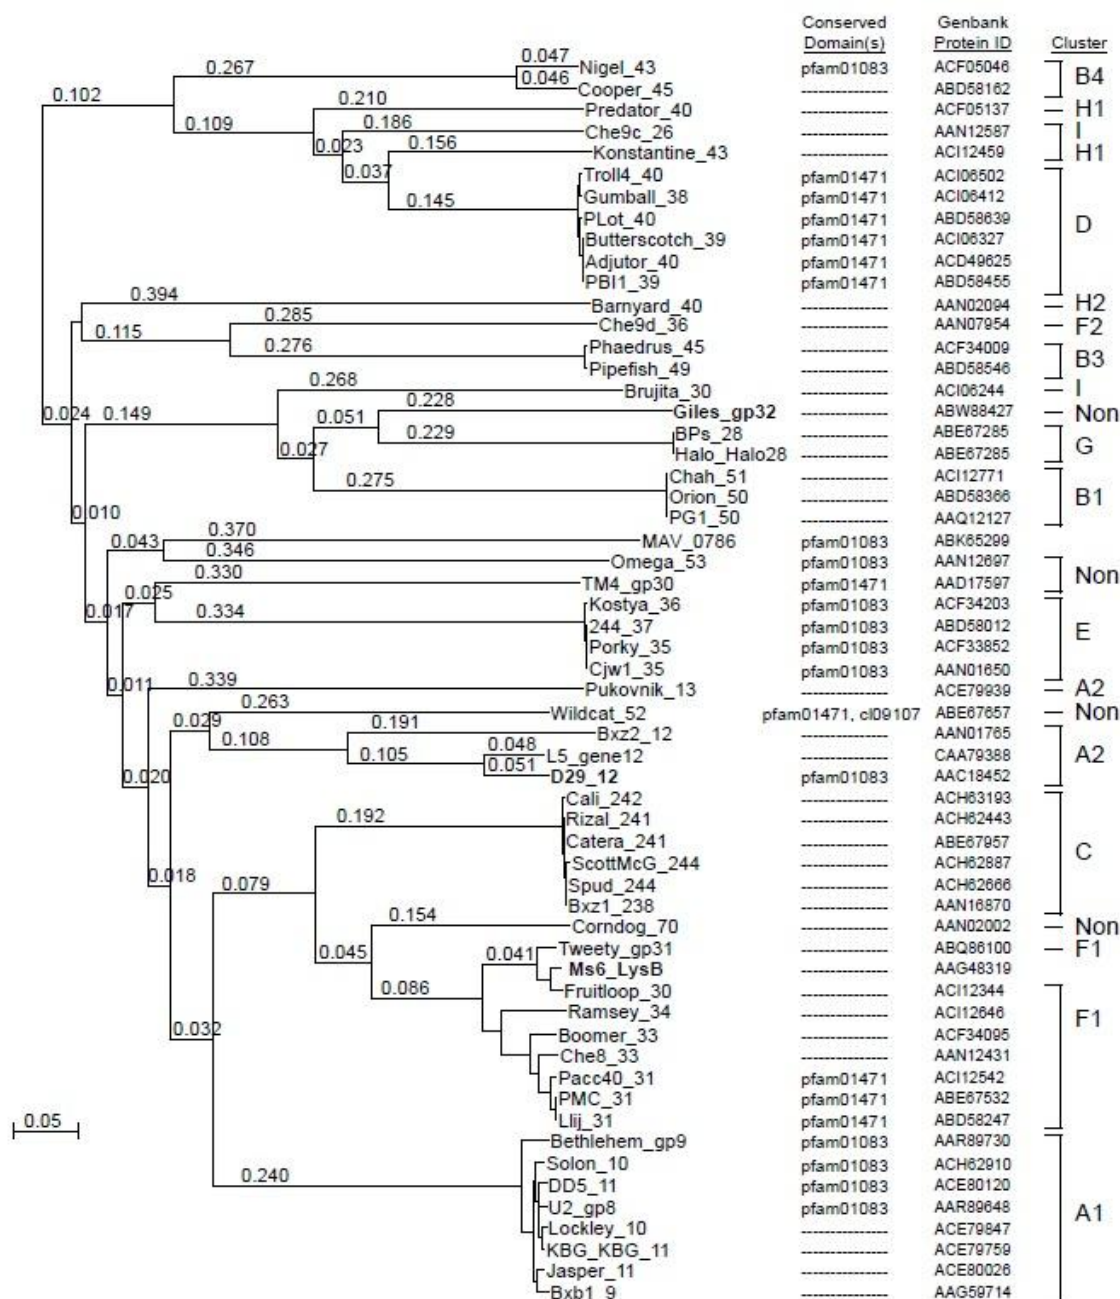 Conserved Genbank
Domain(s) Protein ID Cluster
0.047
0.267 Nigel_43 pfam01083 ACF05046
0.046 B4
Cooper_45 --------------- ABD58162
0.102 0.210 Predator_40 --------------- ACF05137 H1
0.109 0.186 Che9c_26 --------------- AAN12587 I
0.023 0.156 Konstantine_43 --------------- ACI12459 H1
0.037 Troll4_40 pfam01471 ACI06502
0.145 Gumball_38 pfam01471 ACI06412
PLot_40 pfam01471 ABD58639 D
Butterscotch_39 pfam01471 ACI06327
Adjutor_40 pfam01471 ACD49625
PBI1_39 pfam01471 ABD58455
0.394 Barnyard_40 --------------- AAN02094 H2
0.115 0.285 Che9d_36 --------------- AAN07954 F2
0.276 Phaedrus_45 --------------- ACF34009 B3
Pipefish_49 --------------- ABD58546
0.268 Brujita_30 --------------- ACI06244 I
0.024 0.149 0.051 0.228 Giles_gp32 --------------- ABW88427 Non
0.229 BPs_28 --------------- ABE67285 G
0.027 Halo_Halo28 --------------- ABE67285
0.275 Chah_51 --------------- ACI12771
Orion_50 --------------- ABD58366 B1
0.010 PG1_50 --------------- AAQ12127
0.043 0.370 MAV_0786 pfam01083 ABK65299
0.346 Omega_53 pfam01083 AAN12697 Non
0.330 TM4_gp30 pfam01471 AAD17597
0.025 Kostya_36 pfam01083 ACF34203
0.017 0.334 244_37 pfam01083 ABD58012 E
Porky_35 pfam01083 ACF33852
Cjw1_35 pfam01083 AAN01650
0.011 0.339 Pukovnik_13 --------------- ACE79939 A2
0.029 0.263 Wildcat_52 pfam01471, cl09107 ABE67657 Non
0.108 0.191 Bxz2_12 --------------- AAN01765
0.105 0.048 L5_gene12 --------------- CAA79388 A2
0.020 0.051 D29_12 pfam01083 AAC18452
Cali_242 --------------- ACH63193
0.192 Rizal_241 --------------- ACH62443
Catera_241 --------------- ABE67957 C
ScottMcG_244 --------------- ACH62887
0.018 0.079 Spud_244 --------------- ACH62666
Bxz1_238 --------------- AAN16870
0.154 Corndog_70 --------------- AAN02002 Non
0.045 0.041 Tweety_gp31 --------------- ABQ86100 F1
Ms6_LysB --------------- AAG48319
0.086 Fruitloop_30 --------------- ACI12344
Ramsey_34 --------------- ACI12646 F1
0.032 Boomer_33 --------------- ACF34095
Che8_33 --------------- AAN12431
Pacc40_31 pfam01471 ACI12542
PMC_31 pfam01471 ABE67532
0.05 Llij_31 pfam01471 ABD58247
Bethlehem_gp9 pfam01083 AAR89730
0.240 Solon_10 pfam01083 ACH62910
DD5_11 pfam01083 ACE80120
U2_gp8 pfam01083 AAR89648 A1
Lockley_10 --------------- ACE79847
KBG_KBG_11 --------------- ACE79759
Jasper_11 --------------- ACE80026
Bxb1_9 --------------- AAG59714